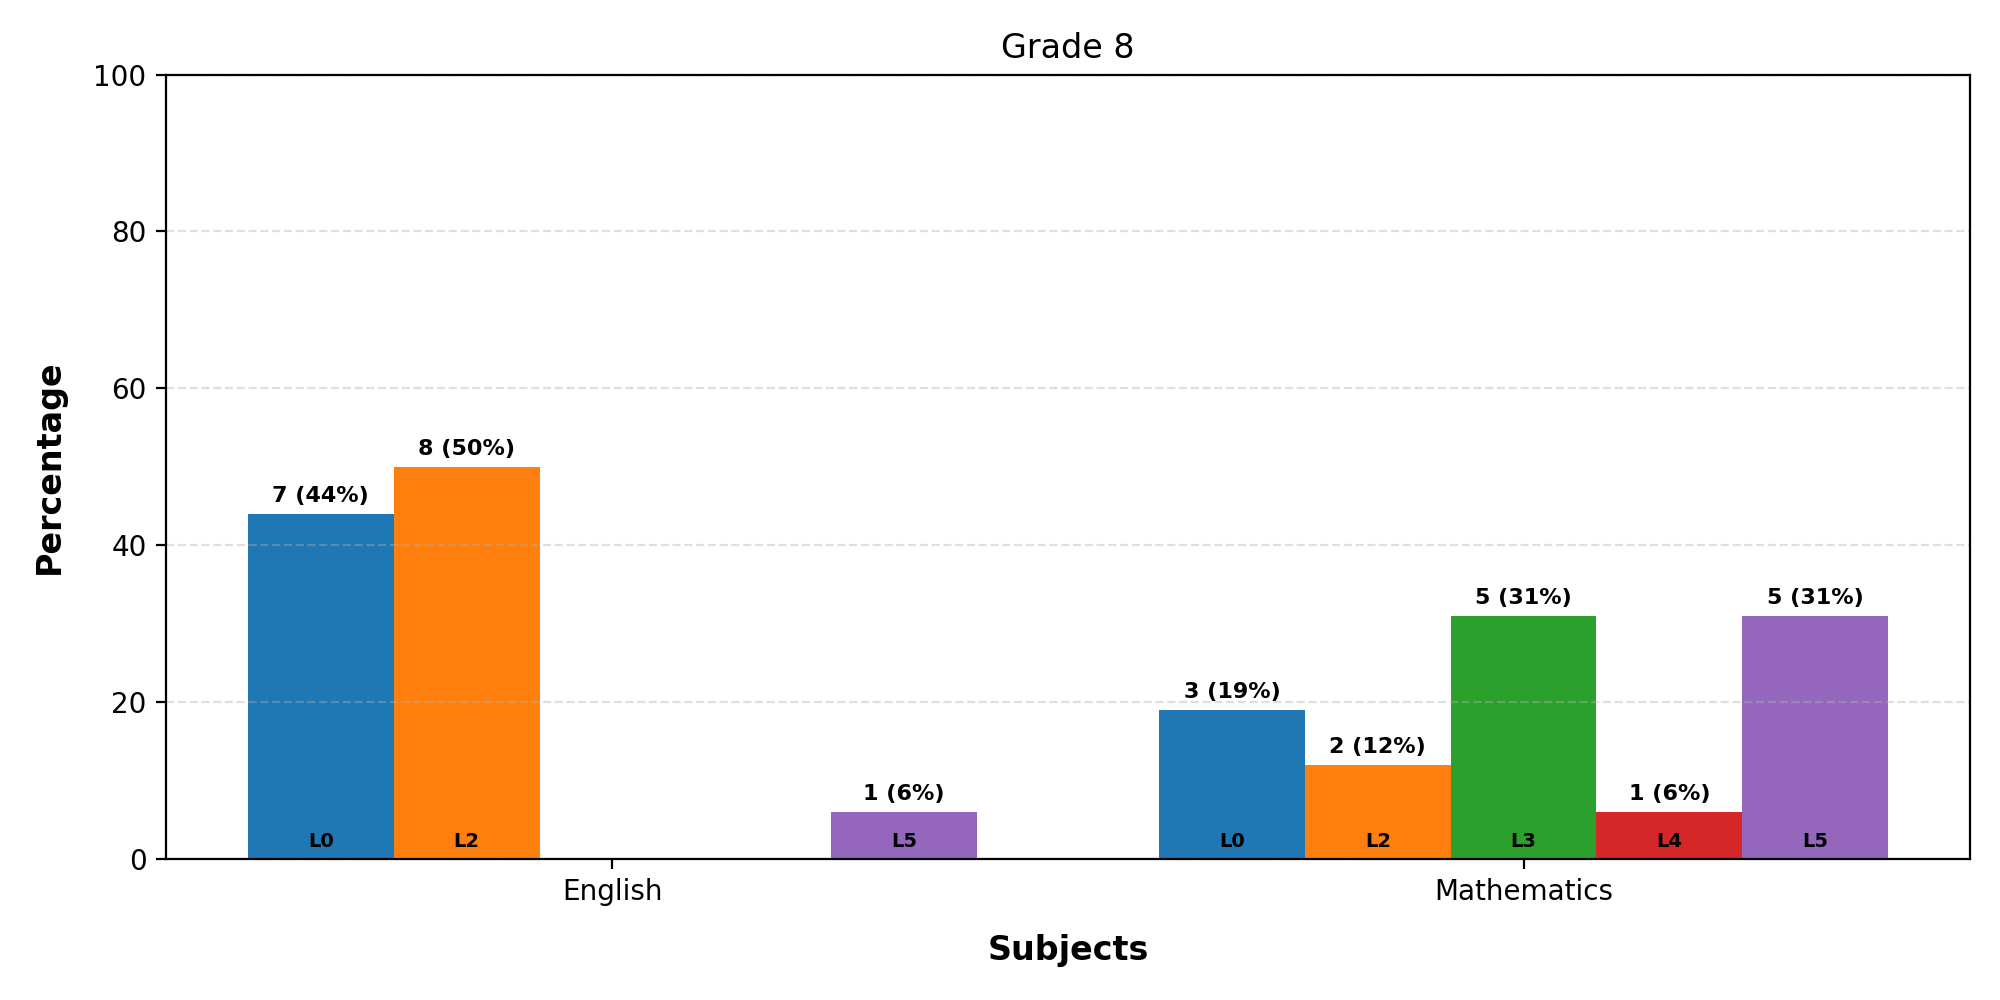 Grade 8
Percentage
100
80
60
40
20
0
7 (44%)
8 (50%)
1 (6%)
3 (19%)
2 (12%)
5 (31%)
1 (6%)
5 (31%)
L0
L2
L5
L0
L2
L3
L4
L5
English
Mathematics
Subjects